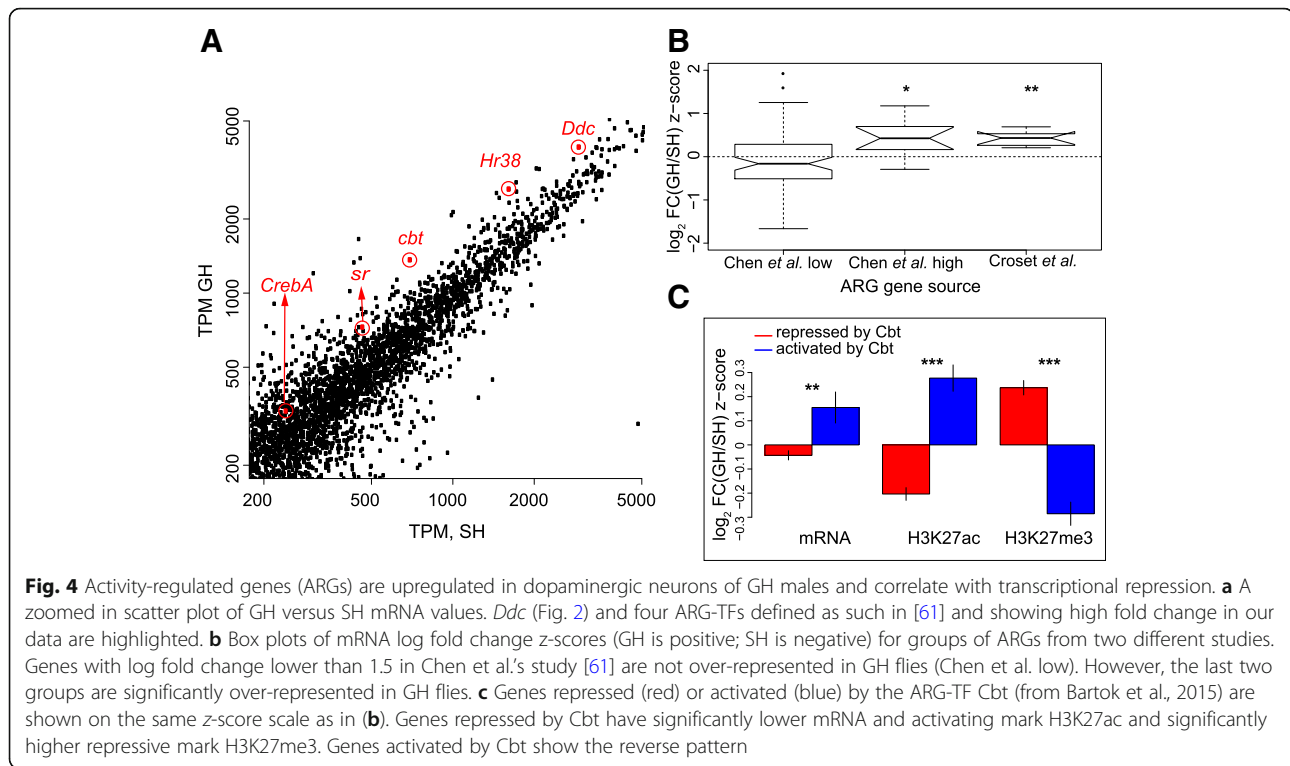 A
TPM GH
5000
2000
1000
500
200
CrebA
sr
cbt
Hr38
Ddc
200 500 1000 2000 5000
TPM, SH
B
log2 FC(GH/SH) z−score
2
1
0
−1
−2
* **
Chen et al. low Chen et al. high Croset et al.
ARG gene source
C
repressed by Cbt
activated by Cbt
log2 FC(GH/SH) z−score
0.3
0.2
0.1
0
−0.1
−0.2
−0.3
** *** ***
mRNA H3K27ac H3K27me3
Fig. 4 Activity-regulated genes (ARGs) are upregulated in dopaminergic neurons of GH males and correlate with transcriptional repression. a A
zoomed in scatter plot of GH versus SH mRNA values. Ddc (Fig. 2) and four ARG-TFs defined as such in [61] and showing high fold change in our
data are highlighted. b Box plots of mRNA log fold change z-scores (GH is positive; SH is negative) for groups of ARGs from two different studies.
Genes with log fold change lower than 1.5 in Chen et al.'s study [61] are not over-represented in GH flies (Chen et al. low). However, the last two
groups are significantly over-represented in GH flies. c Genes repressed (red) or activated (blue) by the ARG-TF Cbt (from Bartok et al., 2015) are
shown on the same z-score scale as in (b). Genes repressed by Cbt have significantly lower mRNA and activating mark H3K27ac and significantly
higher repressive mark H3K27me3. Genes activated by Cbt show the reverse pattern